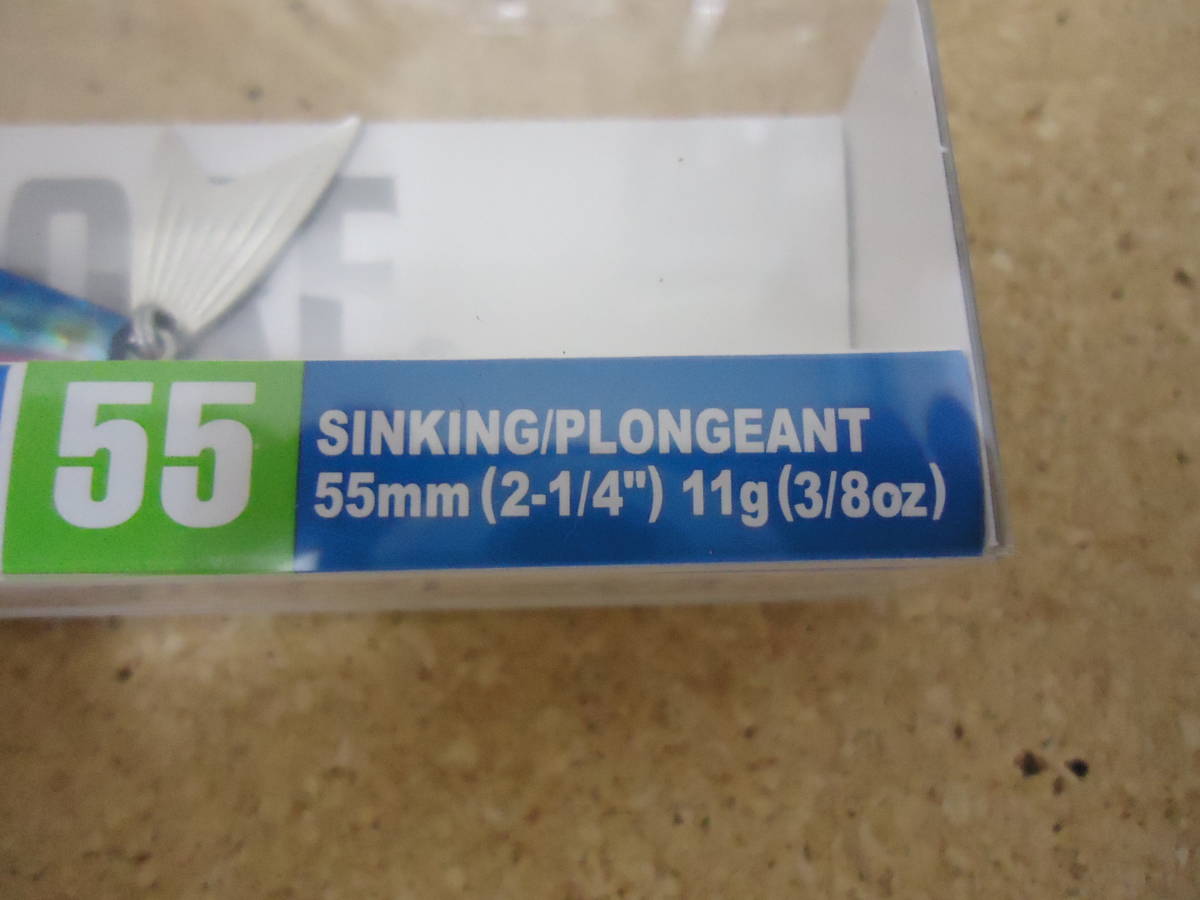 55
SINKING/PLONGEANT
55mm (2-1/4") 11g (3/8oz)